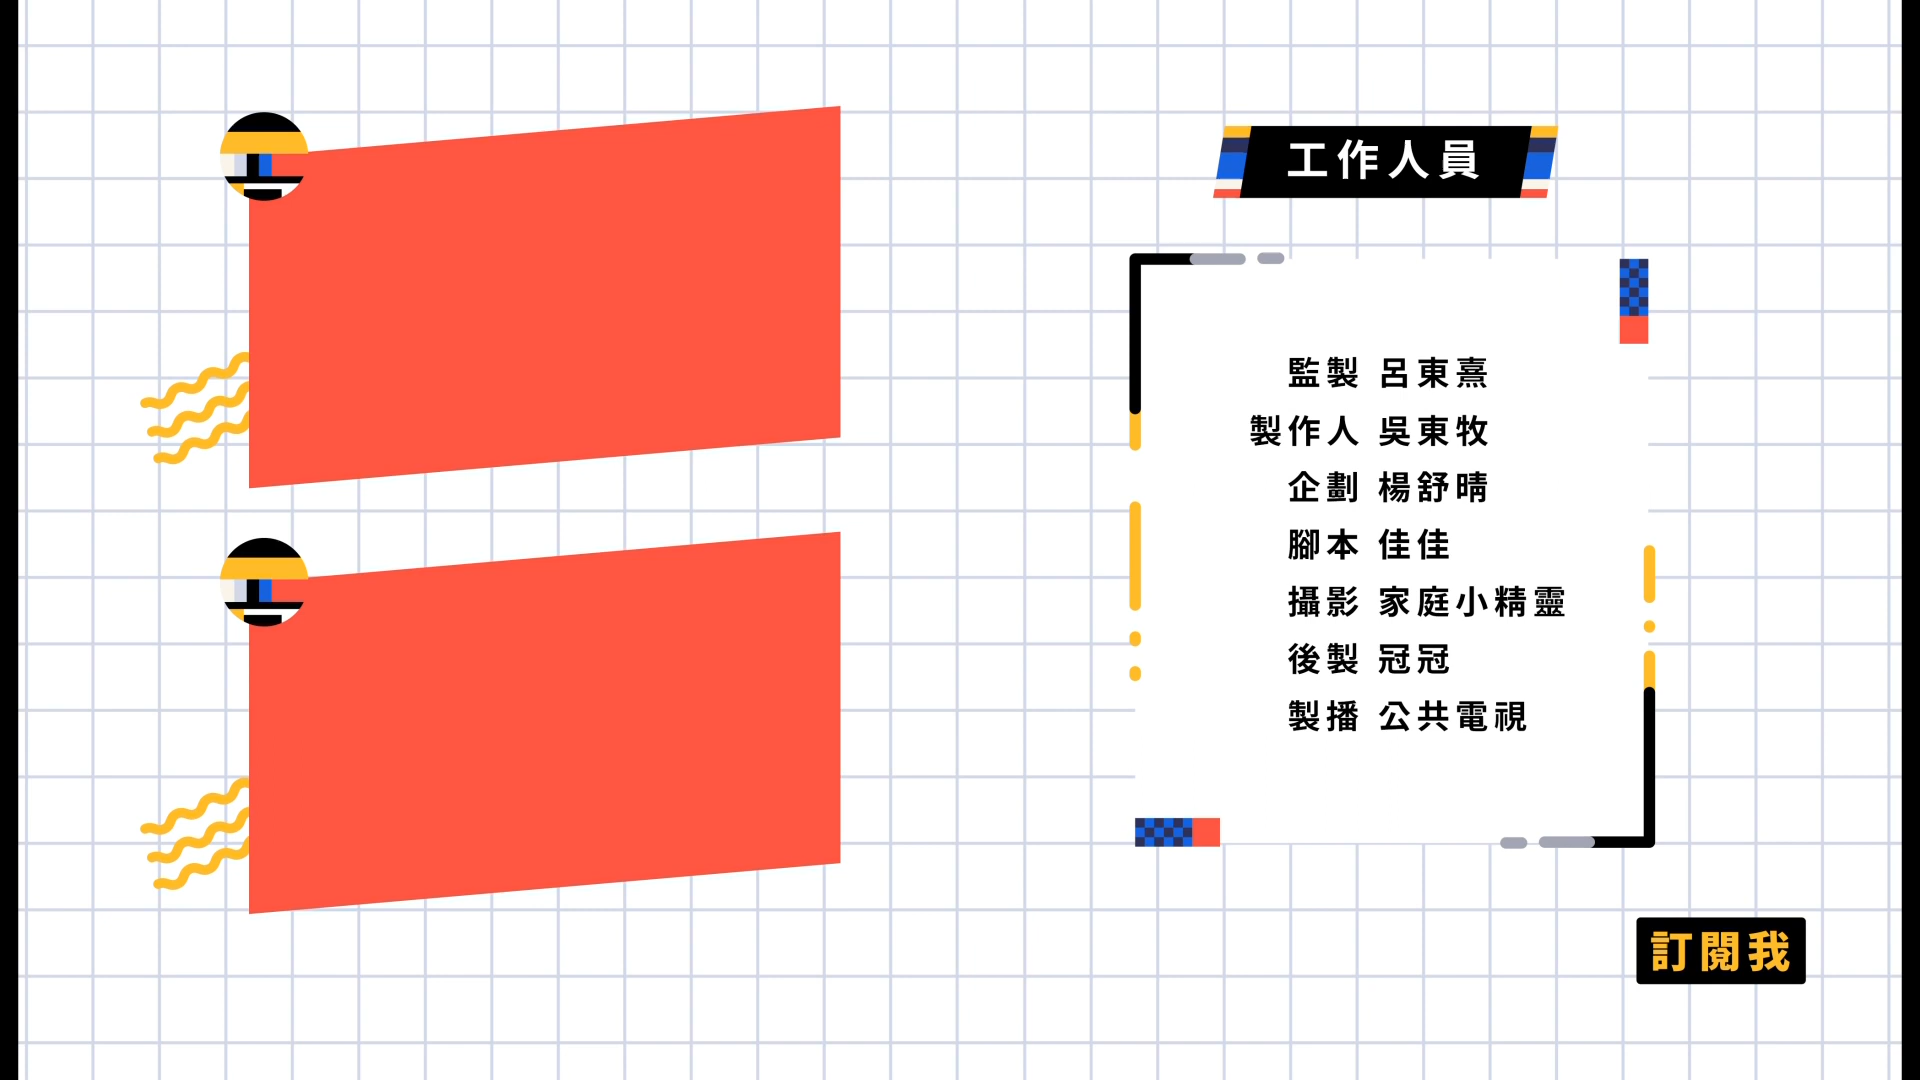 工作人員
監製 呂東熹
製作人 吳東牧
企劃 楊舒晴
腳本 佳佳
攝影 家庭小精靈
後製 冠冠
製播 公共電視
訂閱我